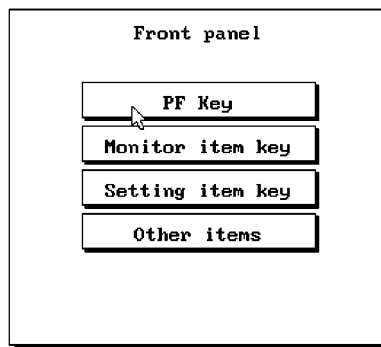 Front panel
PF Key
Monitor item key
Setting item key
Other items